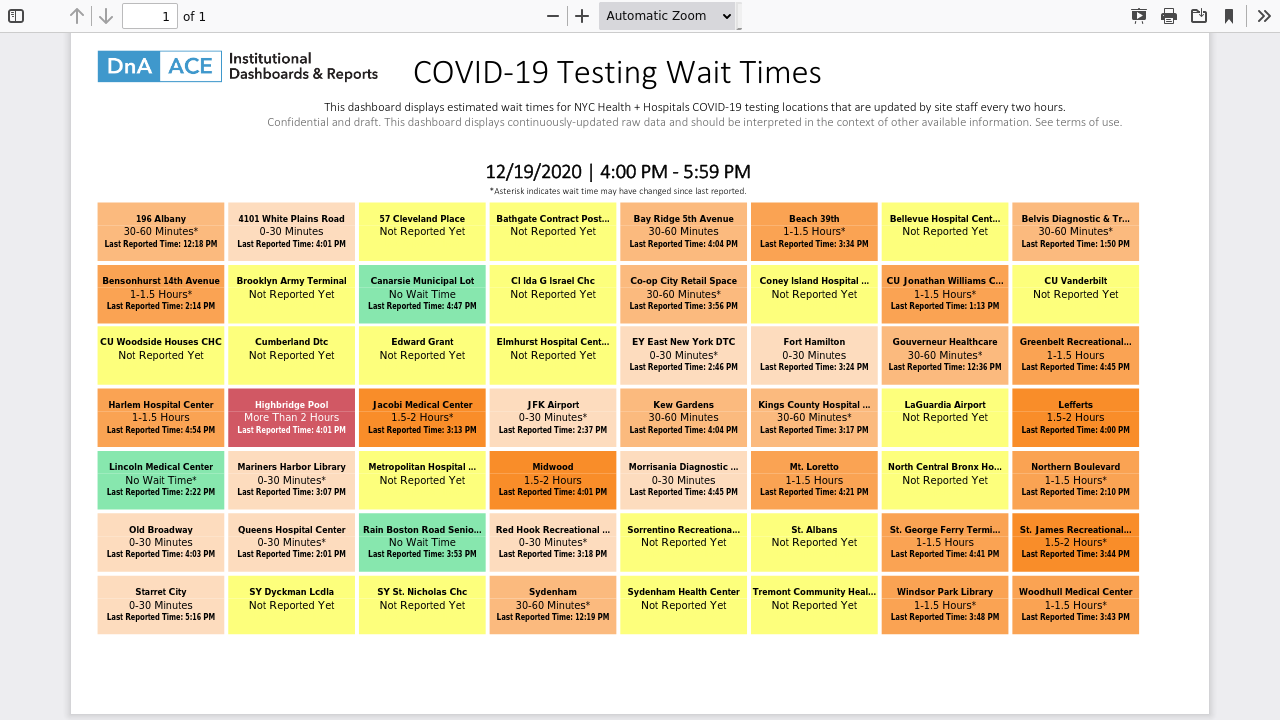 1 of 1 Automatic Zoom
DnA ACE Institutional
Dashboards & Reports
COVID-19 Testing Wait Times
This dashboard displays estimated wait times for NYC Health + Hospitals COVID-19 testing locations that are updated by site staff every two hours.
Confidential and draft. This dashboard displays continuously-updated raw data and should be interpreted in the context of other available information. See terms of use.
12/19/2020 | 4:00 PM - 5:59 PM
*Asterisk indicates wait time may have changed since last reported.
196 Albany
30-60 Minutes*
Last Reported Time: 12:18 PM
4101 White Plains Road
0-30 Minutes
Last Reported Time: 4:01 PM
57 Cleveland Place
Not Reported Yet
Bathgate Contract Post...
Not Reported Yet
Bay Ridge 5th Avenue
30-60 Minutes
Last Reported Time: 4:04 PM
Beach 39th
1-1.5 Hours*
Last Reported Time: 3:34 PM
Bellevue Hospital Cent...
Not Reported Yet
Belvis Diagnostic & Tr...
30-60 Minutes*
Last Reported Time: 1:50 PM
Bensonhurst 14th Avenue
1-1.5 Hours*
Last Reported Time: 2:14 PM
Brooklyn Army Terminal
Not Reported Yet
Canarsie Municipal Lot
No Wait Time
Last Reported Time: 4:47 PM
CI Ida G Israel Chc
Not Reported Yet
Co-op City Retail Space
30-60 Minutes*
Last Reported Time: 3:56 PM
Coney Island Hospital ...
Not Reported Yet
CU Jonathan Williams C...
1-1.5 Hours*
Last Reported Time: 1:13 PM
CU Vanderbilt
Not Reported Yet
CU Woodside Houses CHC
Not Reported Yet
Cumberland Dtc
Not Reported Yet
Edward Grant
Not Reported Yet
Elmhurst Hospital Cent...
Not Reported Yet
EY East New York DTC
0-30 Minutes*
Last Reported Time: 2:46 PM
Fort Hamilton
0-30 Minutes
Last Reported Time: 3:24 PM
Gouverneur Healthcare
30-60 Minutes*
Last Reported Time: 12:36 PM
Greenbelt Recreational...
1-1.5 Hours
Last Reported Time: 4:45 PM
Harlem Hospital Center
1-1.5 Hours
Last Reported Time: 4:54 PM
Highbridge Pool
More Than 2 Hours
Last Reported Time: 4:01 PM
Jacobi Medical Center
1.5-2 Hours*
Last Reported Time: 3:13 PM
JFK Airport
0-30 Minutes*
Last Reported Time: 2:37 PM
Kew Gardens
30-60 Minutes
Last Reported Time: 4:04 PM
Kings County Hospital ...
30-60 Minutes*
Last Reported Time: 3:17 PM
LaGuardia Airport
Not Reported Yet
Lefferts
1.5-2 Hours
Last Reported Time: 4:00 PM
Lincoln Medical Center
No Wait Time*
Last Reported Time: 2:22 PM
Mariners Harbor Library
0-30 Minutes*
Last Reported Time: 3:07 PM
Metropolitan Hospital ...
Not Reported Yet
Midwood
1.5-2 Hours
Last Reported Time: 4:01 PM
Morrisania Diagnostic ...
0-30 Minutes
Last Reported Time: 4:45 PM
Mt. Loretto
1-1.5 Hours
Last Reported Time: 4:21 PM
North Central Bronx Ho...
Not Reported Yet
Northern Boulevard
1-1.5 Hours*
Last Reported Time: 2:10 PM
Old Broadway
0-30 Minutes
Last Reported Time: 4:03 PM
Queens Hospital Center
0-30 Minutes*
Last Reported Time: 2:01 PM
Rain Boston Road Senio...
No Wait Time
Last Reported Time: 3:53 PM
Red Hook Recreational ...
0-30 Minutes*
Last Reported Time: 3:18 PM
Sorrentino Recreationa...
Not Reported Yet
St. Albans
Not Reported Yet
St. George Ferry Termi...
1-1.5 Hours
Last Reported Time: 4:41 PM
St. James Recreational...
1.5-2 Hours*
Last Reported Time: 3:44 PM
Starret City
0-30 Minutes
Last Reported Time: 5:16 PM
SY Dyckman Lcdla
Not Reported Yet
SY St. Nicholas Chc
Not Reported Yet
Sydenham
30-60 Minutes*
Last Reported Time: 12:19 PM
Sydenham Health Center
Not Reported Yet
Tremont Community Heal...
Not Reported Yet
Windsor Park Library
1-1.5 Hours*
Last Reported Time: 3:48 PM
Woodhull Medical Center
1-1.5 Hours*
Last Reported Time: 3:43 PM